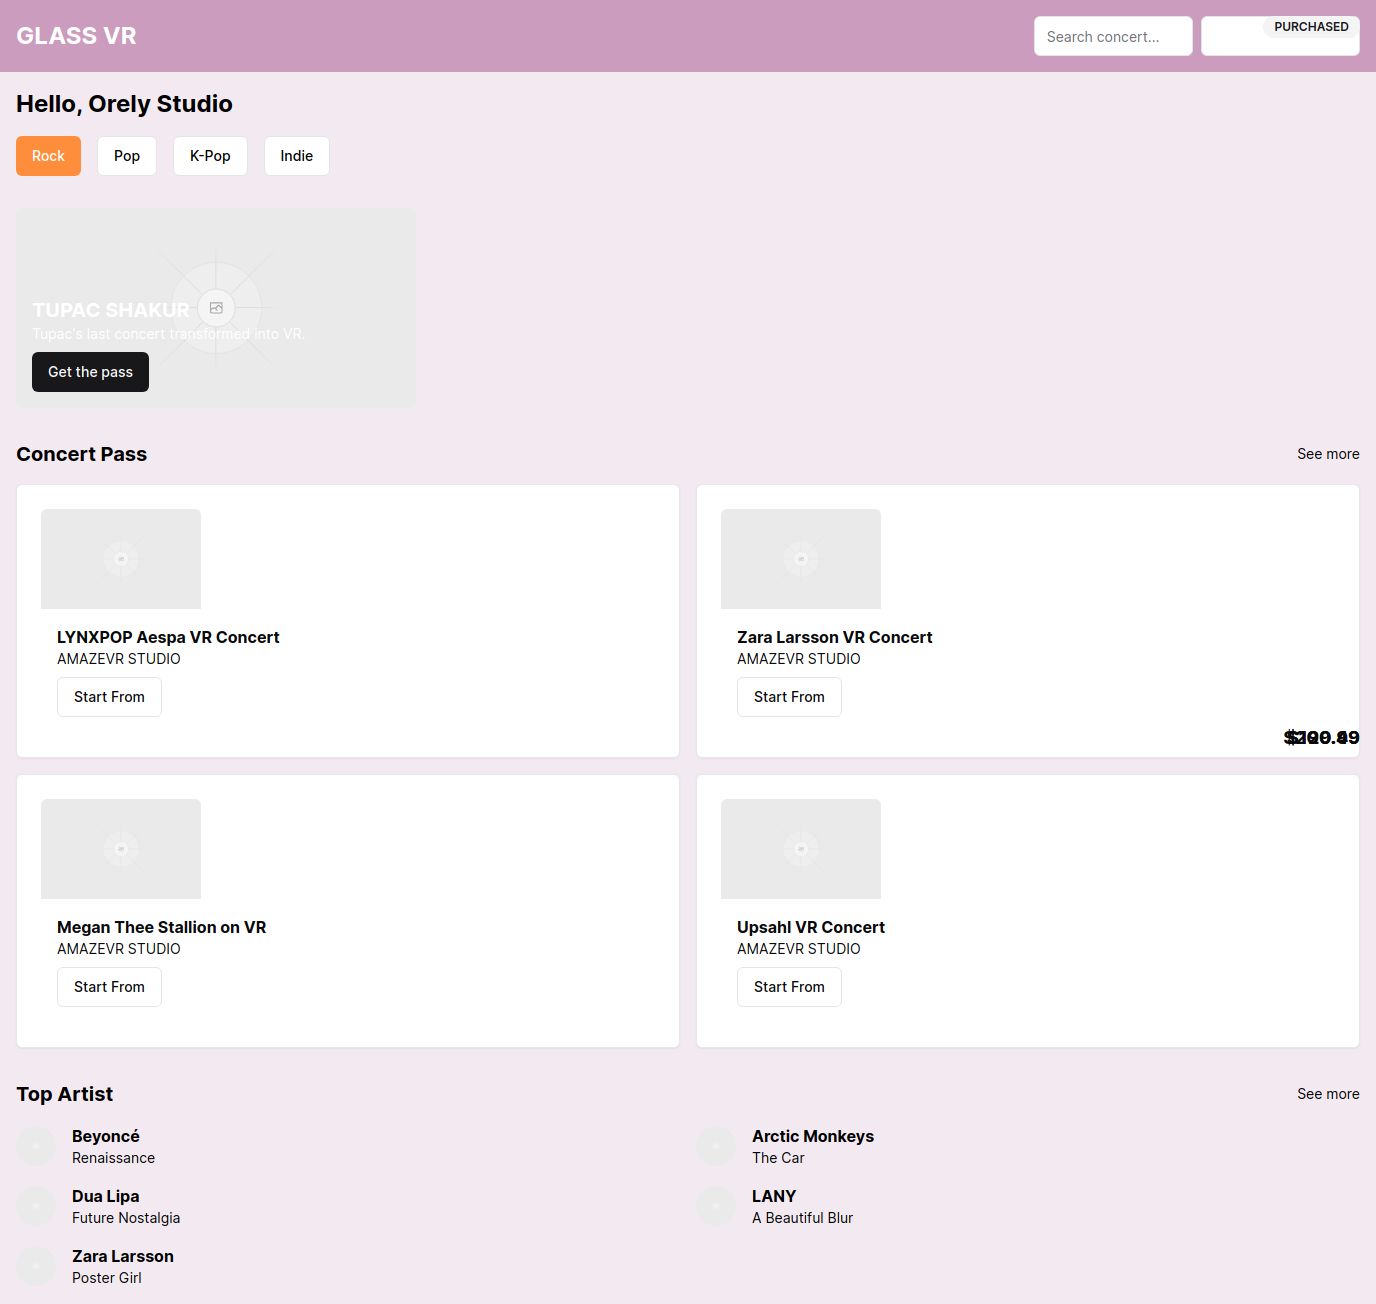 GLASS VR
Search concert...
PURCHASED
Hello, Orely Studio
Rock
Pop
K-Pop
Indie
TUPAC SHAKUR
Tupac's last concert transformed into VR.
Get the pass
Concert Pass
See more
LYNXPOP Aespa VR Concert
AMAZEVR STUDIO
Start From
Zara Larsson VR Concert
AMAZEVR STUDIO
Start From
Megan Thee Stallion on VR
AMAZEVR STUDIO
Start From
Upsahl VR Concert
AMAZEVR STUDIO
Start From
Top Artist
See more
Beyoncé
Renaissance
Arctic Monkeys
The Car
Dua Lipa
Future Nostalgia
LANY
A Beautiful Blur
Zara Larsson
Poster Girl